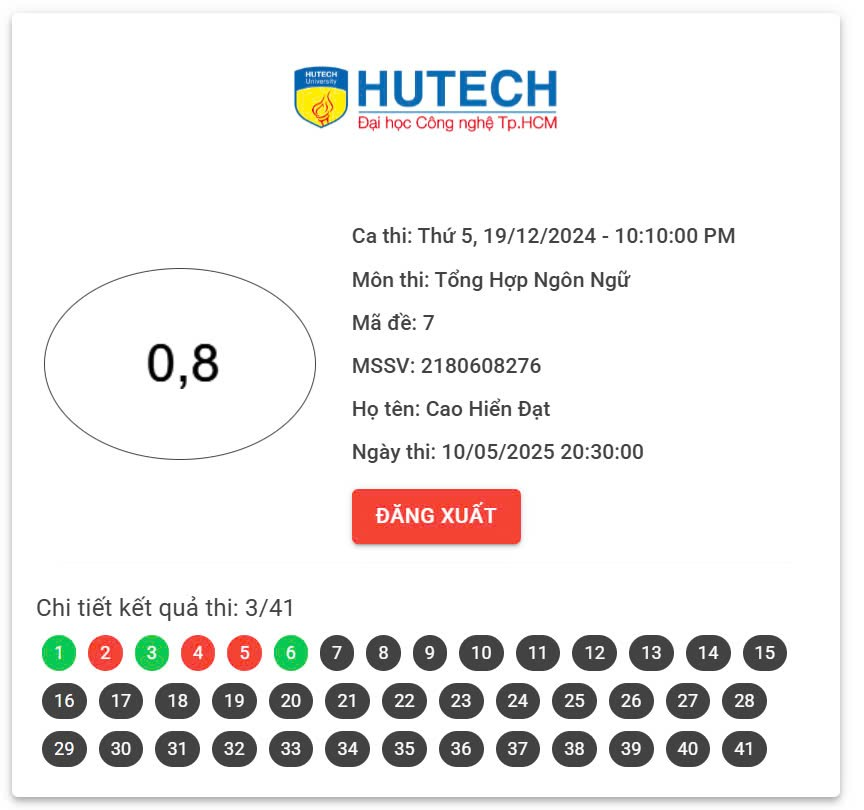 HUTECH
University
HUTECH
Đại học Công nghệ Tp.HCM
Ca thi: Thứ 5, 19/12/2024 - 10:10:00 PM
Môn thi: Tổng Hợp Ngôn Ngữ
Mã đề: 7
MSSV: 2180608276
Họ tên: Cao Hiển Đạt
Ngày thi: 10/05/2025 20:30:00
0,8
ĐĂNG XUẤT
Chi tiết kết quả thi: 3/41
1 2 3 4 5 6 7 8 9 10 11 12 13 14 15
16 17 18 19 20 21 22 23 24 25 26 27 28
29 30 31 32 33 34 35 36 37 38 39 40 41